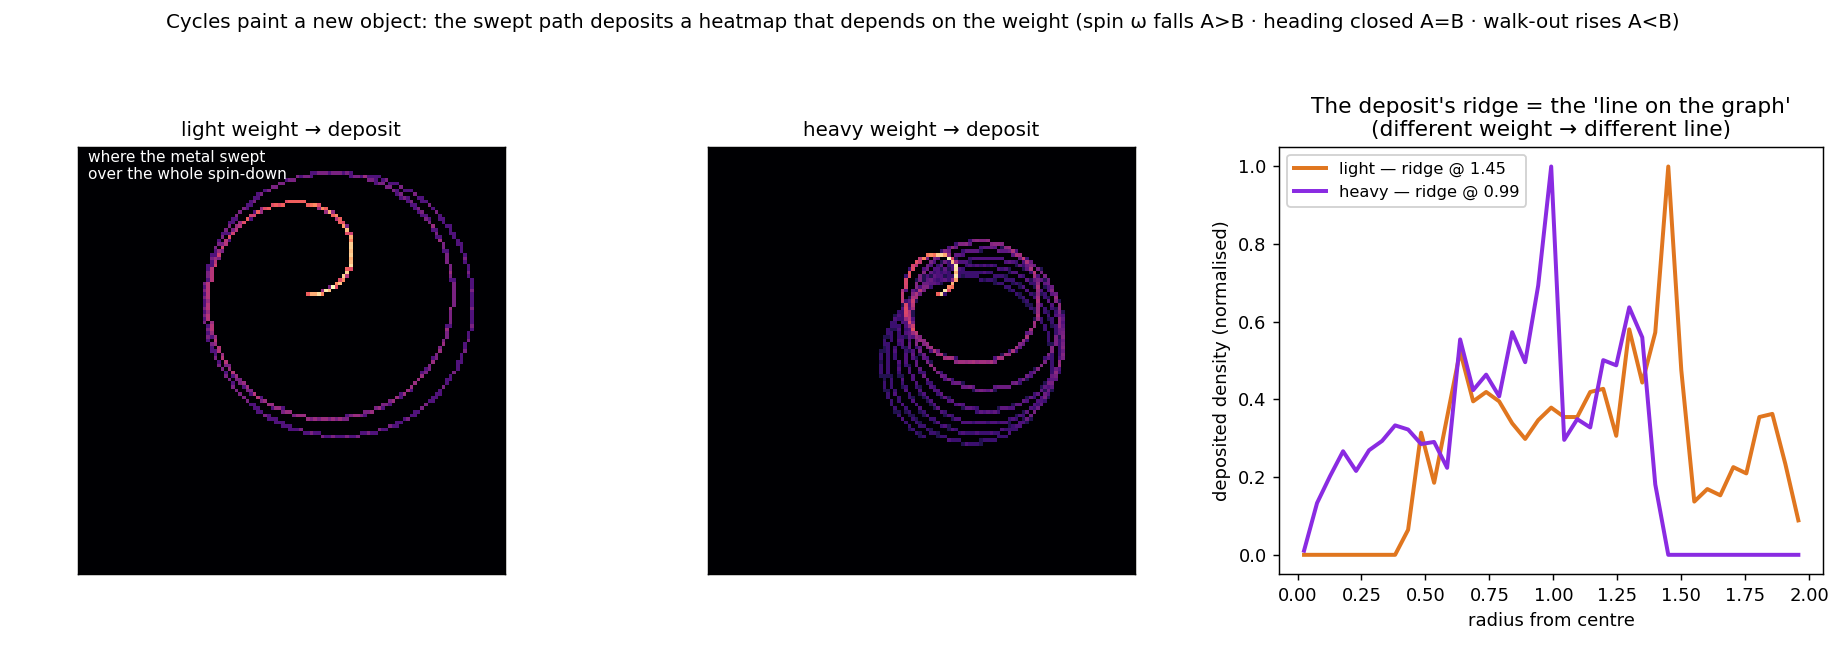 Cycles paint a new object: the swept path deposits a heatmap that depends on the weight (spin ω falls A>B · heading closed A=B · walk-out rises A<B)
light weight → deposit
where the metal swept
over the whole spin-down
heavy weight → deposit
The deposit's ridge = the 'line on the graph'
(different weight → different line)
light — ridge @ 1.45
heavy — ridge @ 0.99
deposited density (normalised)
1.0
0.8
0.6
0.4
0.2
0.0
0.00 0.25 0.50 0.75 1.00 1.25 1.50 1.75 2.00
radius from centre